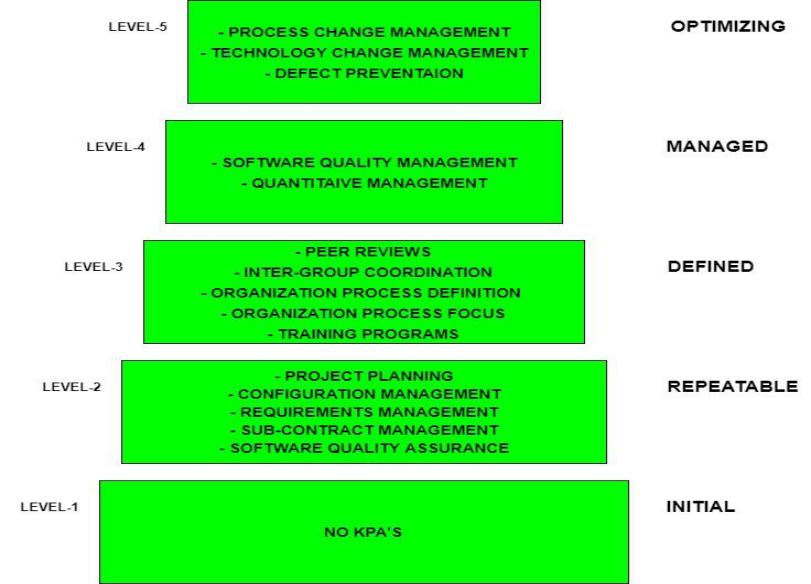 LEVEL-5
- PROCESS CHANGE MANAGEMENT
- TECHNOLOGY CHANGE MANAGEMENT
- DEFECT PREVENTAION
OPTIMIZING
LEVEL-4
- SOFTWARE QUALITY MANAGEMENT
- QUANTITAIVE MANAGEMENT
MANAGED
LEVEL-3
- PEER REVIEWS
- INTER-GROUP COORDINATION
- ORGANIZATION PROCESS DEFINITION
- ORGANIZATION PROCESS FOCUS
- TRAINING PROGRAMS
DEFINED
LEVEL-2
- PROJECT PLANNING
- CONFIGURATION MANAGEMENT
- REQUIREMENTS MANAGEMENT
- SUB-CONTRACT MANAGEMENT
- SOFTWARE QUALITY ASSURANCE
REPEATABLE
LEVEL-1
NO KPA'S
INITIAL